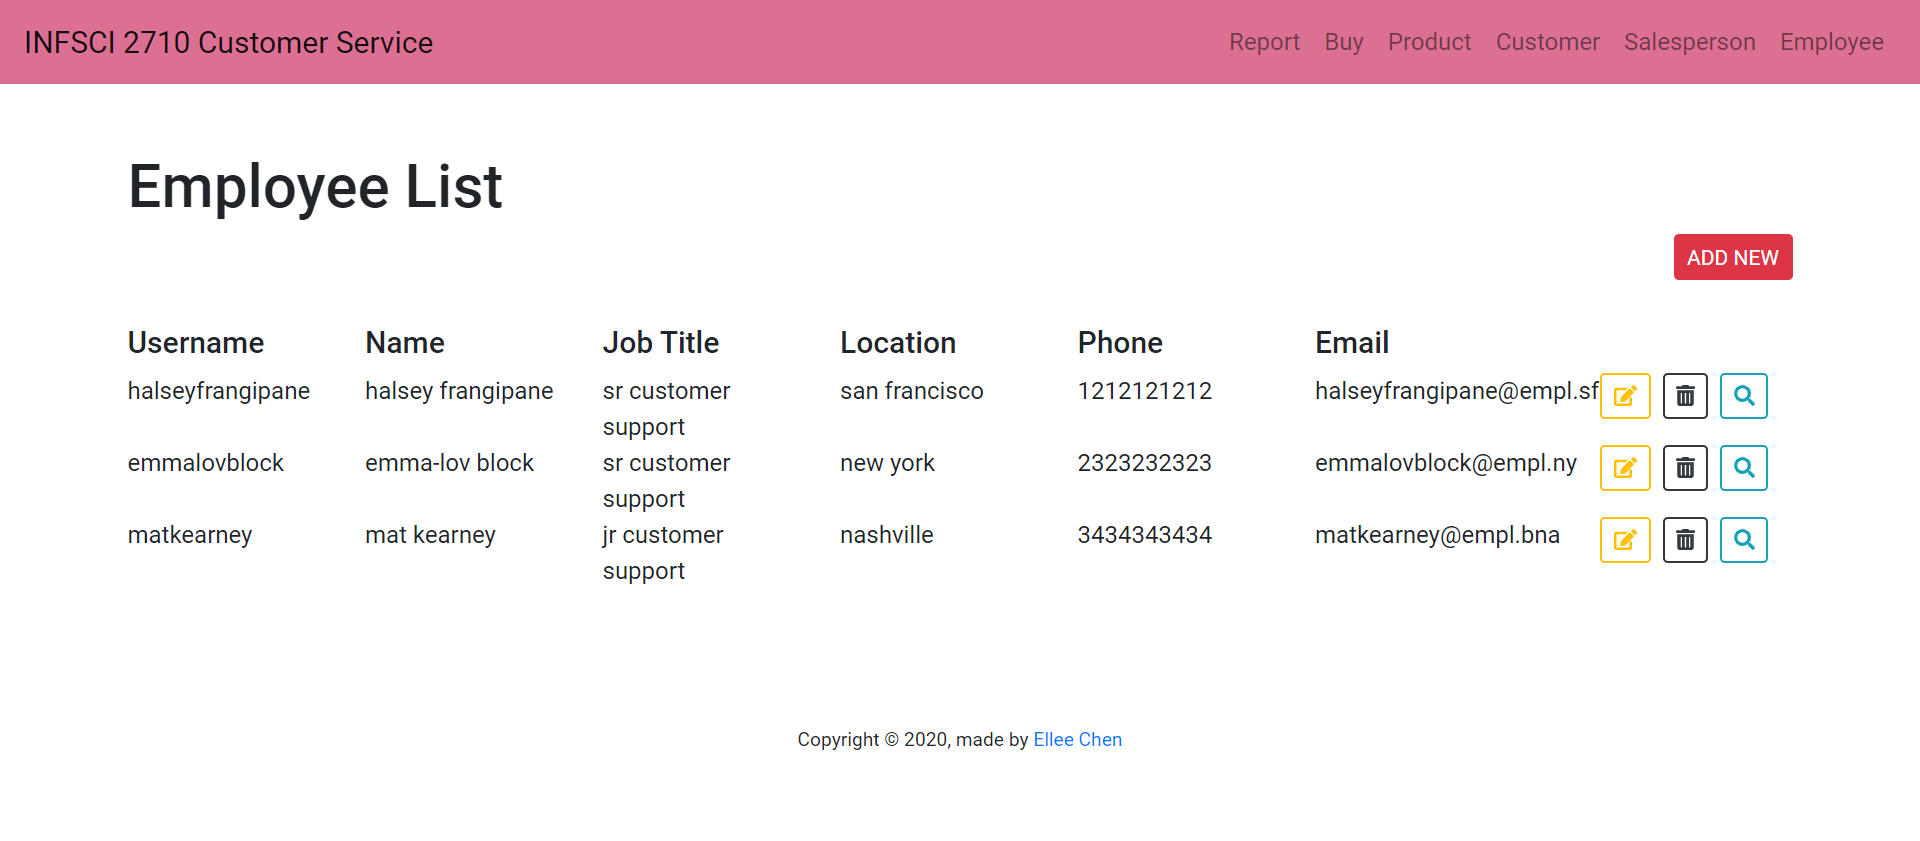 INFSCI 2710 Customer Service Report Buy Product Customer Salesperson Employee
Employee List
ADD NEW
Username Name Job Title Location Phone Email
halseyfrangipane halsey frangipane sr customer san francisco 1212121212 halseyfrangipane@empl.sf
support
emmalovblock emma-lov block sr customer new york 2323232323 emmalovblock@empl.ny
support
matkearney mat kearney jr customer nashville 3434343434 matkearney@empl.bna
support
Copyright © 2020, made by Ellee Chen